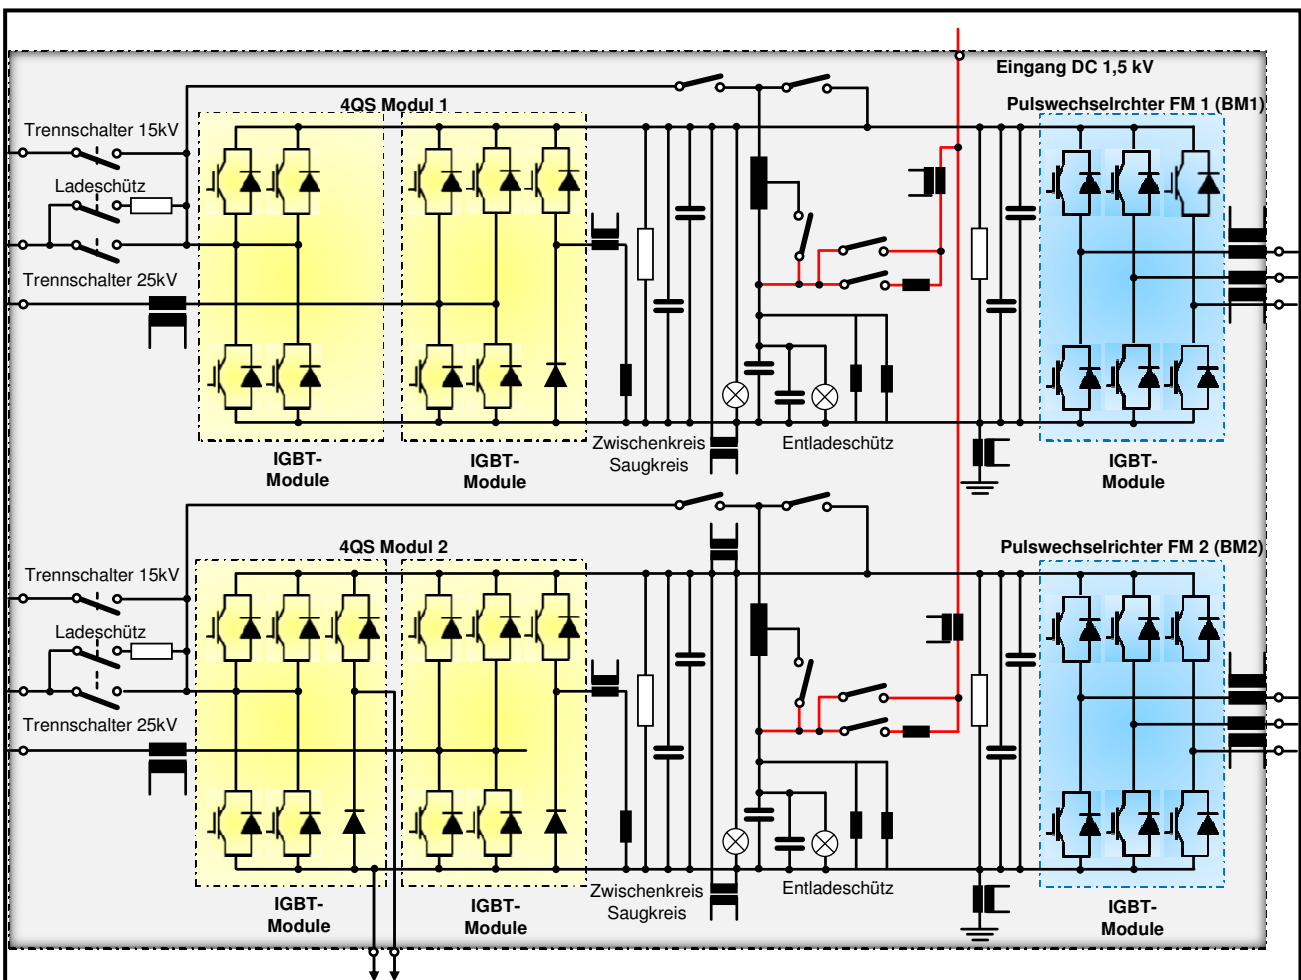 Eingang DC 1,5 kV
4QS Modul 1
Pulswechselrchter FM 1 (BM1)
Trennschalter 15kV
Ladeschütz
Trennschalter 25kV
Zwischenkreis
Saugkreis
Entladeschütz
IGBT-
Module
IGBT-
Module
IGBT-
Module
4QS Modul 2
Pulswechselrichter FM 2 (BM2)
Trennschalter 15kV
Ladeschütz
Trennschalter 25kV
Zwischenkreis
Saugkreis
Entladeschütz
IGBT-
Module
IGBT-
Module
IGBT-
Module